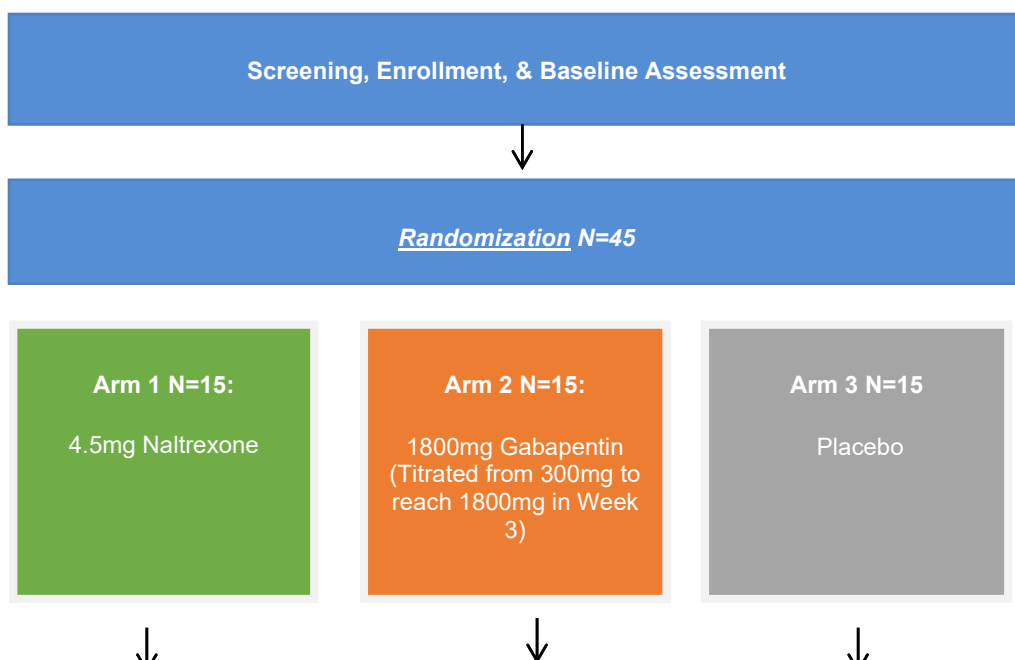 Screening, Enrollment, & Baseline Assessment
Randomization N=45
Arm 1 N=15:
4.5mg Naltrexone
Arm 2 N=15:
1800mg Gabapentin
(Titrated from 300mg to
reach 1800mg in Week
3)
Arm 3 N=15
Placebo